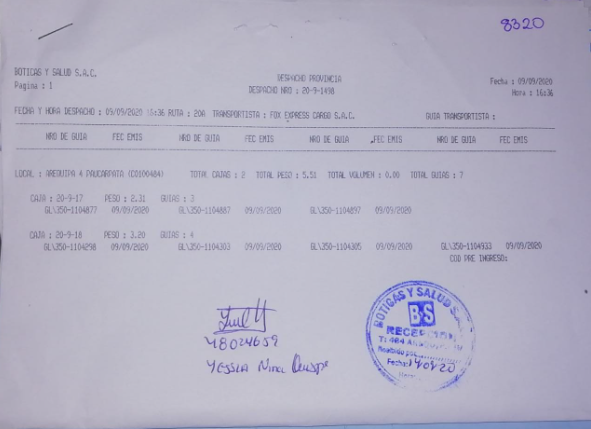 8320
BOTICAS Y SALUD S.A.C.
Pagina : 1
DESPACHO PROVINCIA
DESPACHO NRO : 20-9-1498
Fecha : 09/09/2020
Hora : 16:36
FECHA Y HORA DESPACHO : 09/09/2020 16:36 RUTA : 20A TRANSPORTISTA : FOX EXPRESS CARGO S.A.C. GUIA TRANSPORTISTA :
NRO DE GUIA FEC EMIS NRO DE GUIA FEC EMIS NRO DE GUIA FEC EMIS NRO DE GUIA FEC EMIS
LOCAL : AREQUIPA 4 PAUCARPATA (C0100484) TOTAL CAJAS : 2 TOTAL PESO : 5.51 TOTAL VOLUMEN : 0.00 TOTAL GUIAS : 7
CAJA : 20-9-17 PESO : 2.31 GUIAS : 3
GL\350-1104877 09/09/2020 GL\350-1104887 09/09/2020 GL\350-1104897 09/09/2020
CAJA : 20-9-18 PESO : 3.20 GUIAS : 4
GL\350-1104298 09/09/2020 GL\350-1104303 09/09/2020 GL\350-1104305 09/09/2020 GL\350-1104933 09/09/2020
COD PRE INGRESO:
48024659
Nina
BOTICAS Y SALUD S.A.C.
B·S
RECEPCION
Recibido por
Fecha: